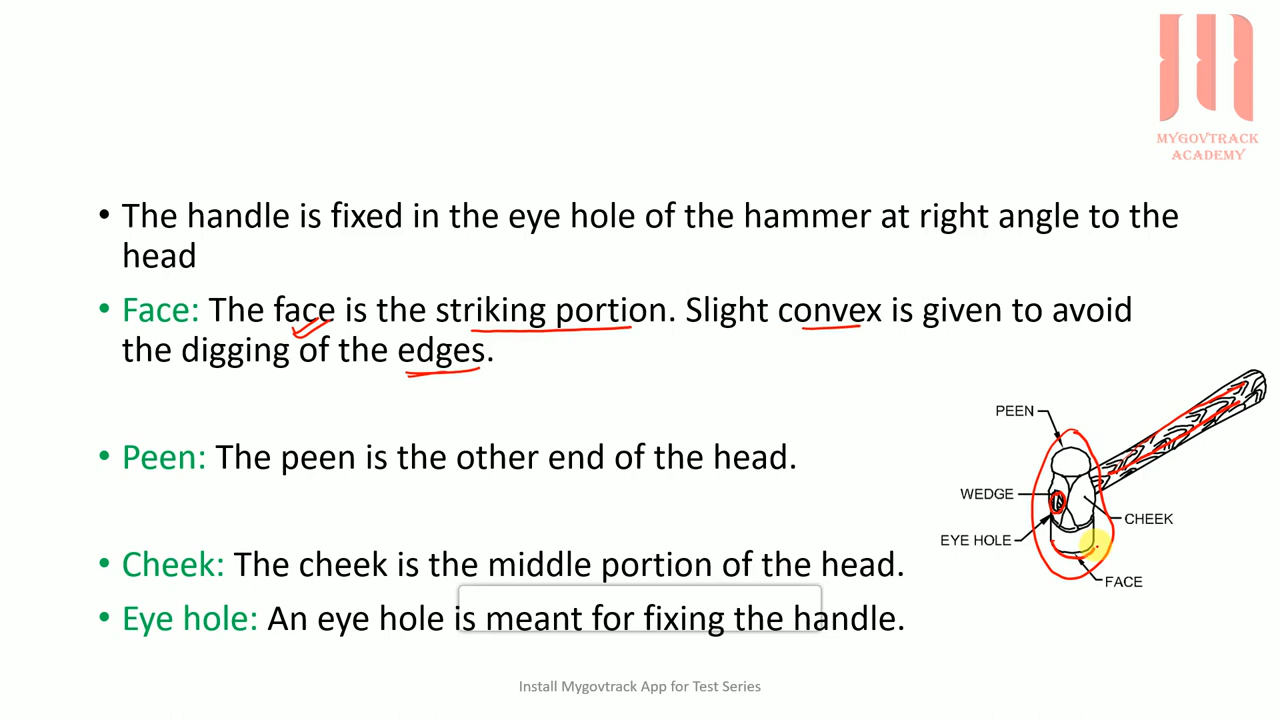 MYGOVTRACK
ACADEMY
• The handle is fixed in the eye hole of the hammer at right angle to the
head
• Face: The face is the striking portion. Slight convex is given to avoid
the digging of the edges.
• Peen: The peen is the other end of the head.
• Cheek: The cheek is the middle portion of the head.
• Eye hole: An eye hole is meant for fixing the handle.
PEEN
WEDGE
CHEEK
EYE HOLE
FACE
Install Mygovtrack App for Test Series